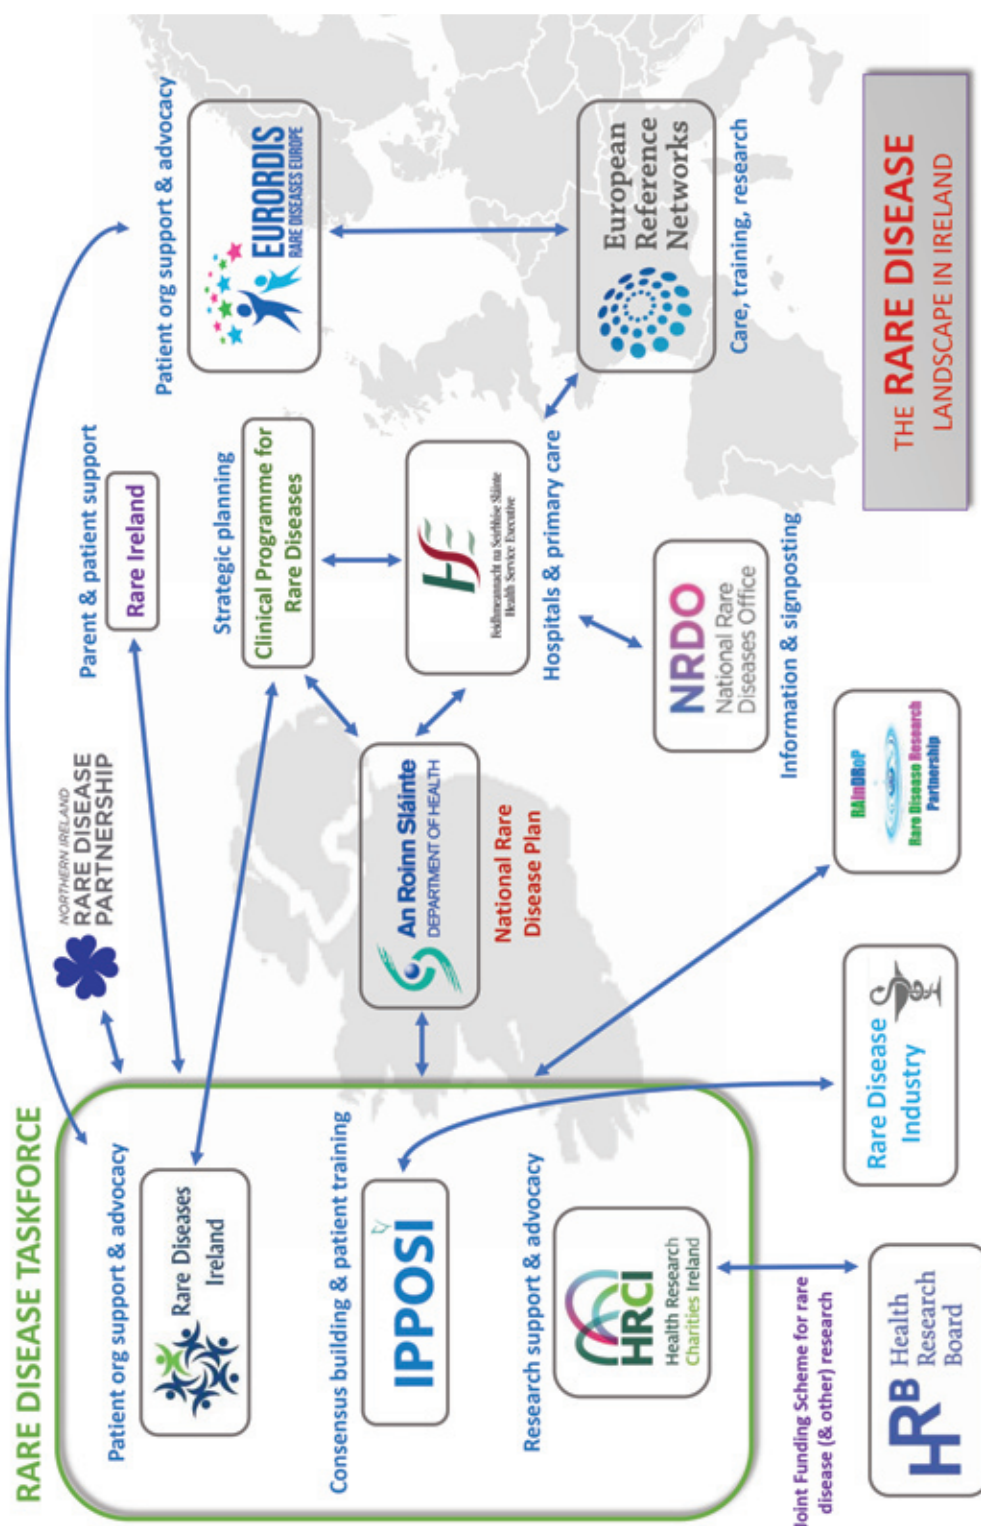 RARE DISEASE TASKFORCE
Patient org support & advocacy
Rare Diseases
Ireland
Consensus building & patient training
IPPOSI
Research support & advocacy
HRCI
Health Research
Charities Ireland
Joint Funding Scheme for rare
disease (& other) research
HRB
Health
Research
Board
NORTHERN IRELAND
RARE DISEASE
PARTNERSHIP
An Roinn Sláinte
DEPARTMENT OF HEALTH
National Rare
Disease Plan
Rare Disease
Industry
RAInDRoP
Rare Disease Research
Partnership
Parent & patient support
Rare Ireland
Strategic planning
Clinical Programme for
Rare Diseases
HSE
Feidhmeannacht na Seirbhíse Sláinte
Health Service Executive
Hospitals & primary care
NRDO
National Rare
Diseases Office
Information & signposting
Patient org support & advocacy
EURORDIS
RARE DISEASES EUROPE
European
Reference
Networks
Care, training, research
THE RARE DISEASE
LANDSCAPE IN IRELAND